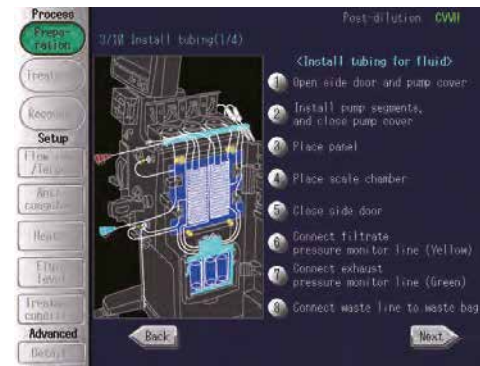 Process
Post-dilution CVVH
Prepa-
ration
3/10 Install tubing(1/4)
<Install tubing for fluid>
1 Open side door and pump cover
2 Install pump segments,
and close pump cover
3 Place panel
4 Place scale chamber
5 Close side door
6 Connect filtrate
pressure monitor line (Yellow)
7 Connect exhaust
pressure monitor line (Green)
8 Connect waste line to waste bag
Setup
Advanced
Detail
Back
Next